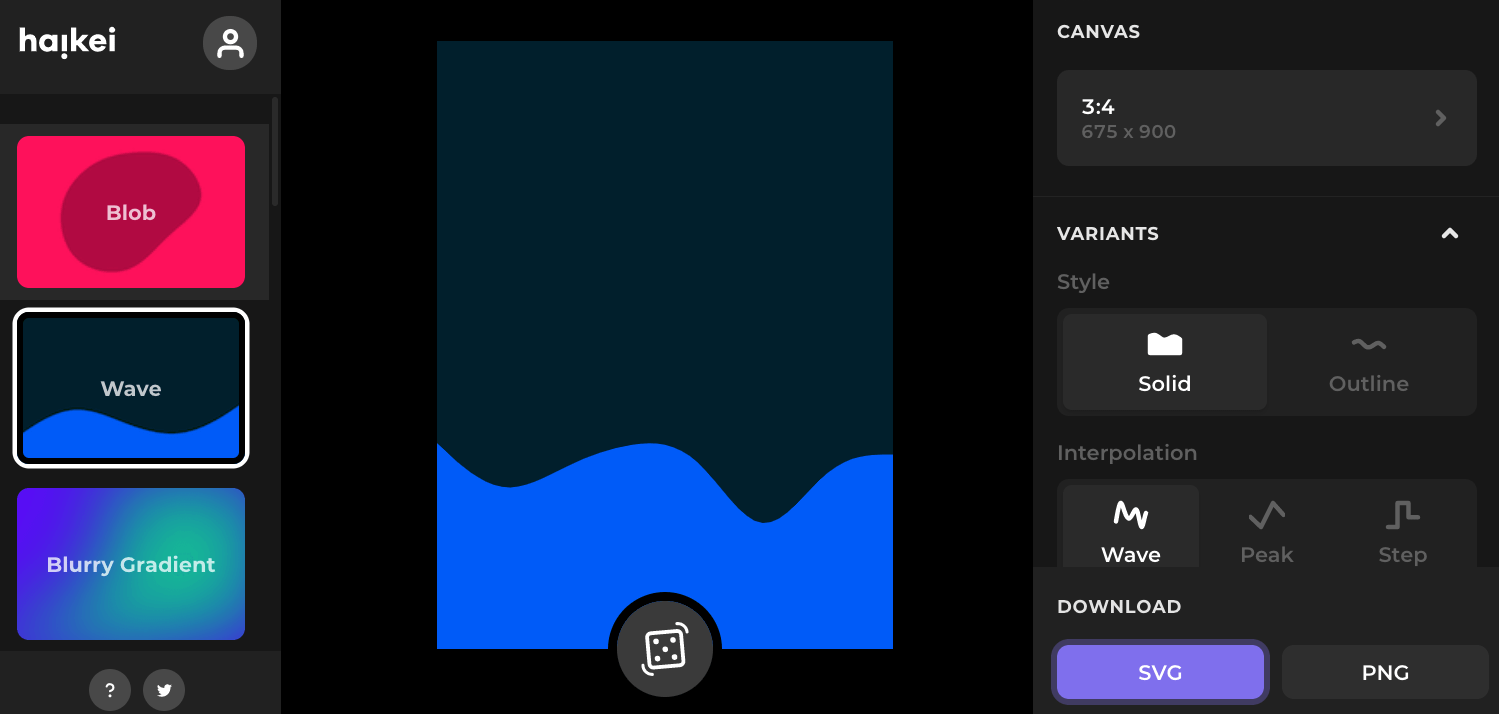 haikei
Blob
Wave
Blurry Gradient
?
CANVAS
3:4
675 x 900
VARIANTS
Style
Solid
Outline
Interpolation
Wave
Peak
Step
DOWNLOAD
SVG
PNG